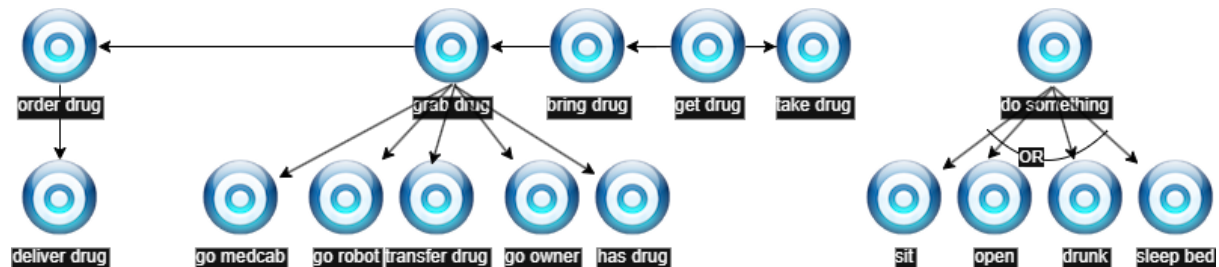 order drug
grab drug
bring drug
get drug
take drug
do something
OR
deliver drug
go medcab
go robot
transfer drug
go owner
has drug
sit
open
drunk
sleep bed